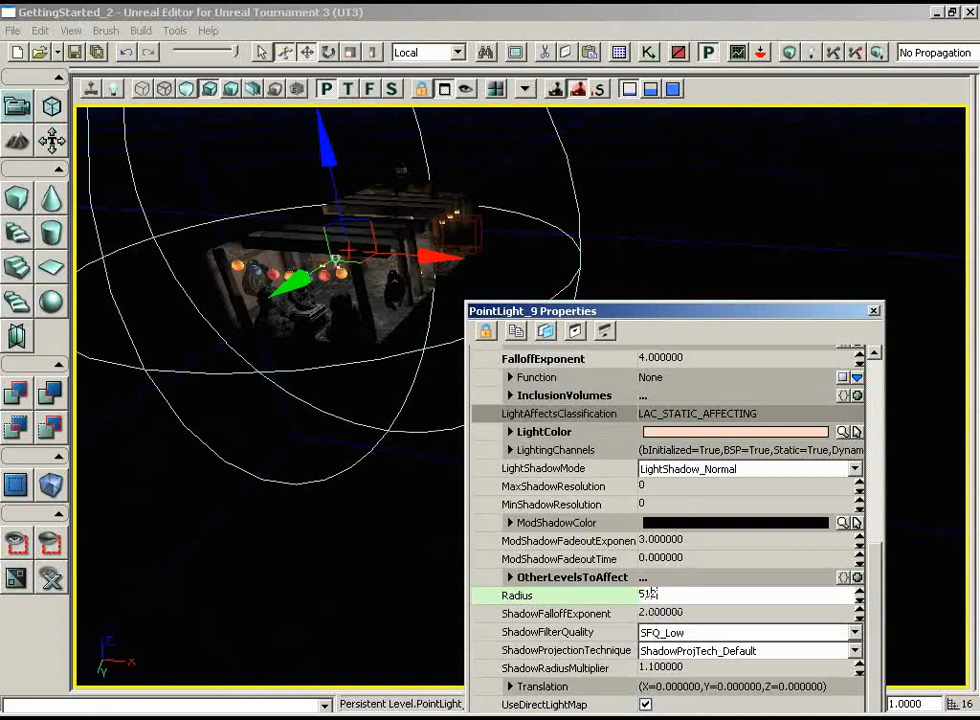 GettingStarted_2 - Unreal Editor for Unreal Tournament 3 (UT3)
File Edit View Brush Build Tools Help
Local
P
No Propagation
P T F S
.S
PointLight_9 Properties
FalloffExponent 4.000000
Function None
InclusionVolumes ...
LightAffectsClassification LAC_STATIC_AFFECTING
LightColor
LightingChannels (bInitialized=True,BSP=True,Static=True,Dynam
LightShadowMode LightShadow_Normal
MaxShadowResolution 0
MinShadowResolution 0
ModShadowColor
ModShadowFadeoutExponen 3.000000
ModShadowFadeoutTime 0.000000
OtherLevelsToAffect ...
Radius
ShadowFalloffExponent 2.000000
ShadowFilterQuality SFQ_Low
ShadowProjectionTechnique ShadowProjTech_Default
ShadowRadiusMultiplier 1.100000
Translation (X=0.000000,Y=0.000000,Z=0.000000)
UseDirectLightMap
Z
X
Y
Persistent Level.PointLight_
1.0000
16